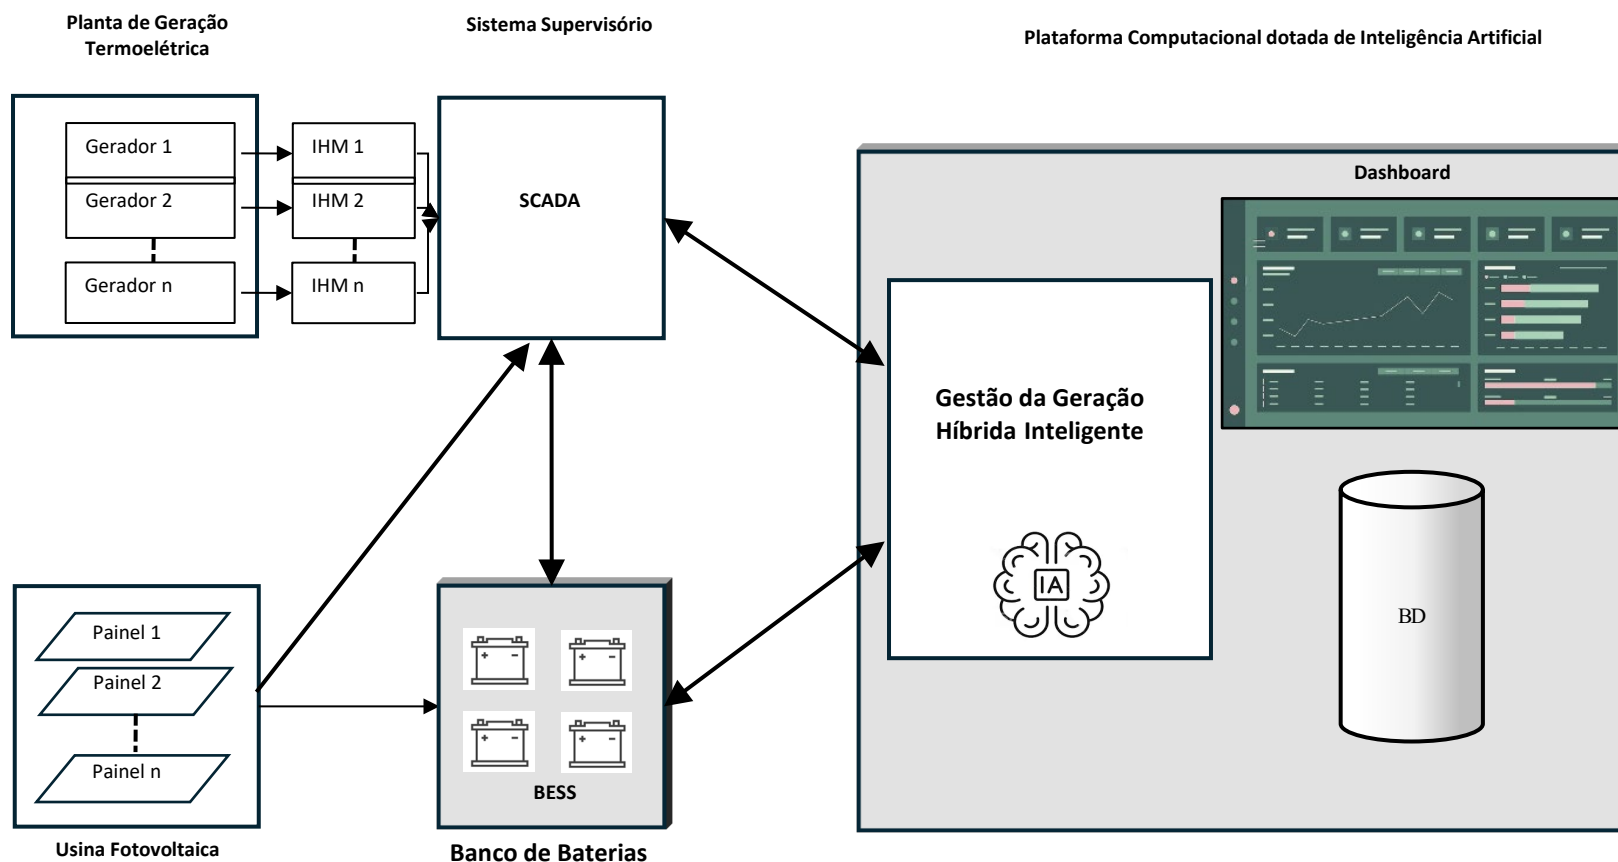 Planta de Geração
Termoelétrica
Sistema Supervisório
Plataforma Computacional dotada de Inteligência Artificial
Gerador 1
IHM 1
Gerador 2
IHM 2
Gerador n
IHM n
SCADA
Dashboard
Gestão da Geração
Híbrida Inteligente
IA
BD
Painel 1
Painel 2
Painel n
BESS
Usina Fotovoltaica
Banco de Baterias